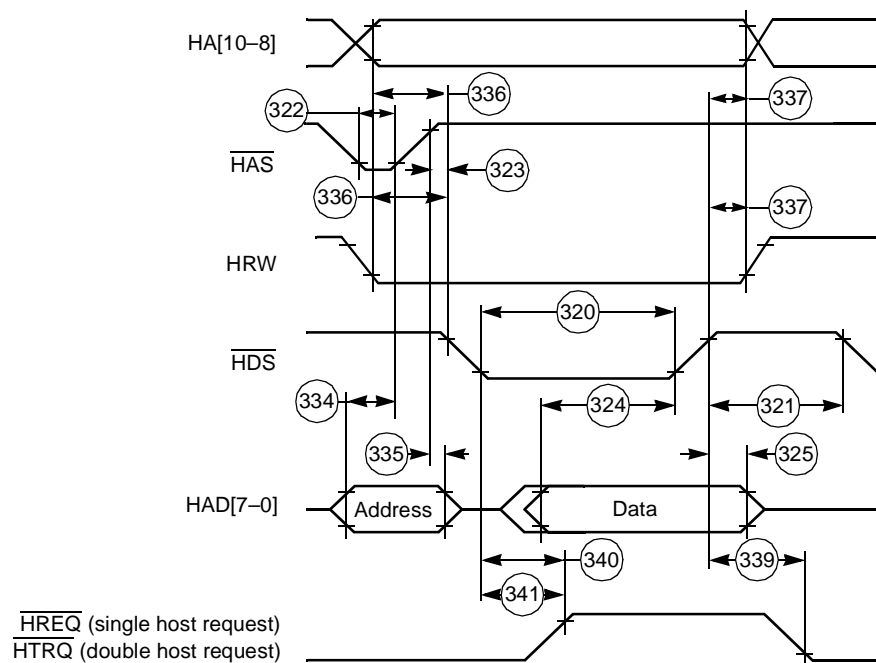 HA[10–8]
336
337
322
HAS
323
336
337
HRW
320
HDS
334
324
321
335
325
HAD[7–0]
Address
Data
340
339
341
HREQ (single host request)
HTRQ (double host request)